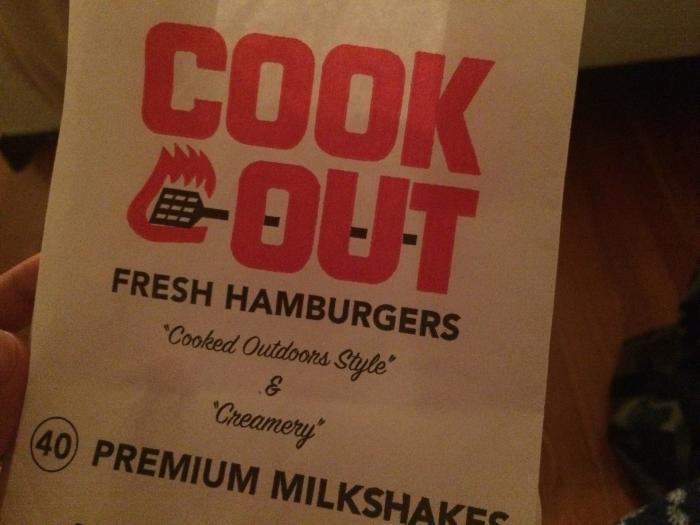 COOK
OUT
FRESH HAMBURGERS
"Cooked Outdoors Style"
&
"Creamery"
40 PREMIUM MILKSHAKES